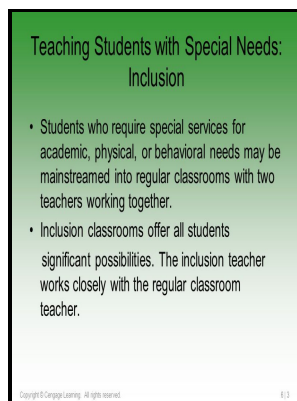 Teaching Students with Special Needs:
Inclusion
• Students who require special services for
academic, physical, or behavioral needs may be
mainstreamed into regular classrooms with two
teachers working together.
• Inclusion classrooms offer all students
significant possibilities. The inclusion teacher
works closely with the regular classroom
teacher.
Copyright © Cengage Learning. All rights reserved.
6 | 3